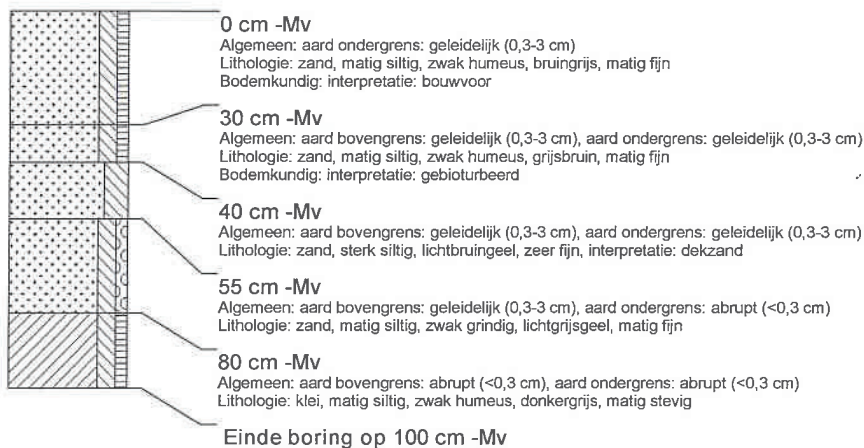 0 cm -Mv
Algemeen: aard ondergrens: geleidelijk (0,3-3 cm)
Lithologie: zand, matig siltig, zwak humeus, bruingrijs, matig fijn
Bodemkundig: interpretatie: bouwvoor
30 cm -Mv
Algemeen: aard bovengrens: geleidelijk (0,3-3 cm), aard ondergrens: geleidelijk (0,3-3 cm)
Lithologie: zand, matig siltig, zwak humeus, grijsbruin, matig fijn
Bodemkundig: interpretatie: gebioturbeerd
40 cm -Mv
Algemeen: aard bovengrens: geleidelijk (0,3-3 cm), aard ondergrens: geleidelijk (0,3-3 cm)
Lithologie: zand, sterk siltig, lichtbruingeel, zeer fijn, interpretatie: dekzand
55 cm -Mv
Algemeen: aard bovengrens: geleidelijk (0,3-3 cm), aard ondergrens: abrupt (<0,3 cm)
Lithologie: zand, matig siltig, zwak grindig, lichtgrijsgeel, matig fijn
80 cm -Mv
Algemeen: aard bovengrens: abrupt (<0,3 cm), aard ondergrens: abrupt (<0,3 cm)
Lithologie: klei, matig siltig, zwak humeus, donkergrijs, matig stevig
Einde boring op 100 cm -Mv